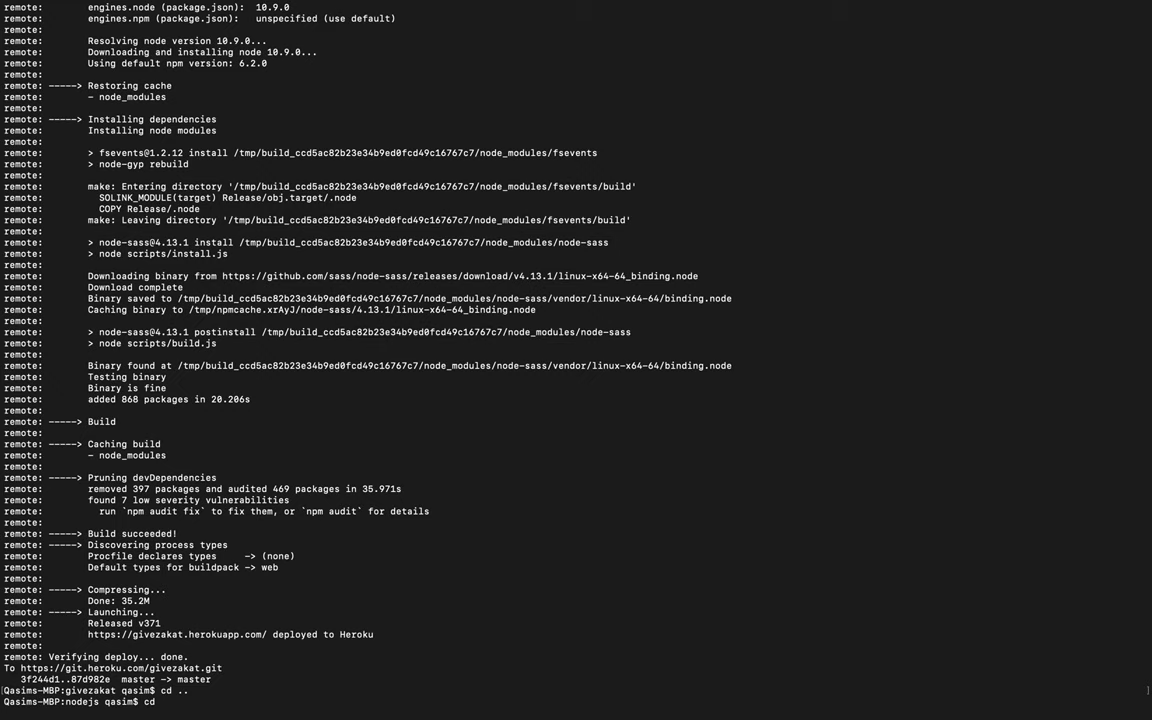 remote:        engines.node (package.json):  10.9.0
remote:        engines.npm (package.json):   unspecified (use default)
remote:
remote:        Resolving node version 10.9.0...
remote:        Downloading and installing node 10.9.0...
remote:        Using default npm version: 6.2.0
remote:
remote: -----> Restoring cache
remote:        - node_modules
remote:
remote: -----> Installing dependencies
remote:        Installing node modules
remote:
remote:        > fsevents@1.2.12 install /tmp/build_ccd5ac82b23e34b9ed0fcd49c16767c7/node_modules/fsevents
remote:        > node-gyp rebuild
remote:
remote:        make: Entering directory '/tmp/build_ccd5ac82b23e34b9ed0fcd49c16767c7/node_modules/fsevents/build'
remote:          SOLINK_MODULE(target) Release/obj.target/.node
remote:          COPY Release/.node
remote:        make: Leaving directory '/tmp/build_ccd5ac82b23e34b9ed0fcd49c16767c7/node_modules/fsevents/build'
remote:
remote:        > node-sass@4.13.1 install /tmp/build_ccd5ac82b23e34b9ed0fcd49c16767c7/node_modules/node-sass
remote:        > node scripts/install.js
remote:
remote:        Downloading binary from https://github.com/sass/node-sass/releases/download/v4.13.1/linux-x64-64_binding.node
remote:        Download complete
remote:        Binary saved to /tmp/build_ccd5ac82b23e34b9ed0fcd49c16767c7/node_modules/node-sass/vendor/linux-x64-64/binding.node
remote:        Caching binary to /tmp/npmcache.xrAyJ/node-sass/4.13.1/linux-x64-64_binding.node
remote:
remote:        > node-sass@4.13.1 postinstall /tmp/build_ccd5ac82b23e34b9ed0fcd49c16767c7/node_modules/node-sass
remote:        > node scripts/build.js
remote:
remote:        Binary found at /tmp/build_ccd5ac82b23e34b9ed0fcd49c16767c7/node_modules/node-sass/vendor/linux-x64-64/binding.node
remote:        Testing binary
remote:        Binary is fine
remote:        added 868 packages in 20.206s
remote:
remote: -----> Build
remote:
remote: -----> Caching build
remote:        - node_modules
remote:
remote: -----> Pruning devDependencies
remote:        removed 397 packages and audited 469 packages in 35.971s
remote:        found 7 low severity vulnerabilities
remote:          run `npm audit fix` to fix them, or `npm audit` for details
remote:
remote: -----> Build succeeded!
remote: -----> Discovering process types
remote:        Procfile declares types     -> (none)
remote:        Default types for buildpack -> web
remote:
remote: -----> Compressing...
remote:        Done: 35.2M
remote: -----> Launching...
remote:        Released v371
remote:        https://givezakat.herokuapp.com/ deployed to Heroku
remote:
remote: Verifying deploy... done.
To https://git.heroku.com/givezakat.git
   3f244d1..87d982e  master -> master
[Qasims-MBP:givezakat qasim$ cd ..                                                                                    ]
Qasims-MBP:nodejs qasim$ cd